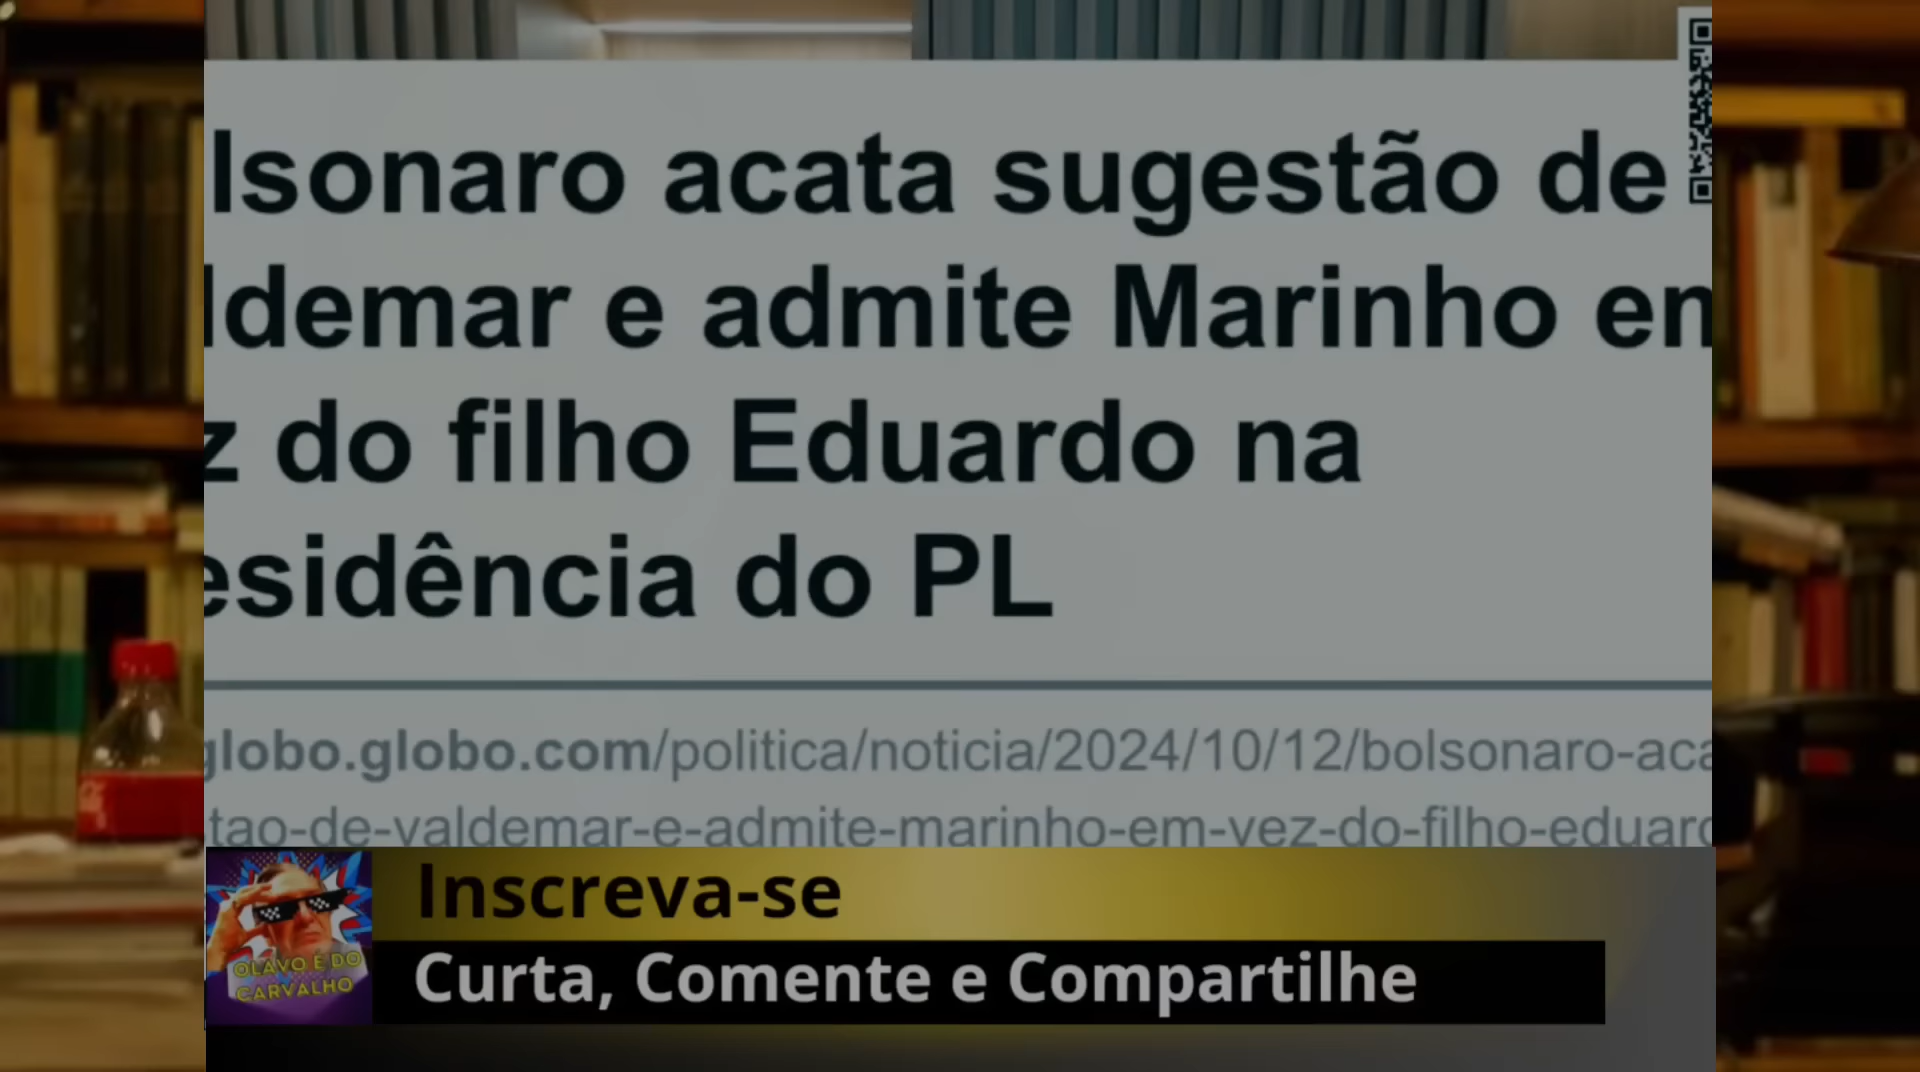 lsonaro acata sugestão de
ldemar e admite Marinho en
z do filho Eduardo na
esidência do PL
globo.globo.com/politica/noticia/2024/10/12/bolsonaro-aca
tao-de-valdemar-e-admite-marinho-em-vez-do-filho-eduard
Inscreva-se
Curta, Comente e Compartilhe
OLAVO É DO
CARVALHO